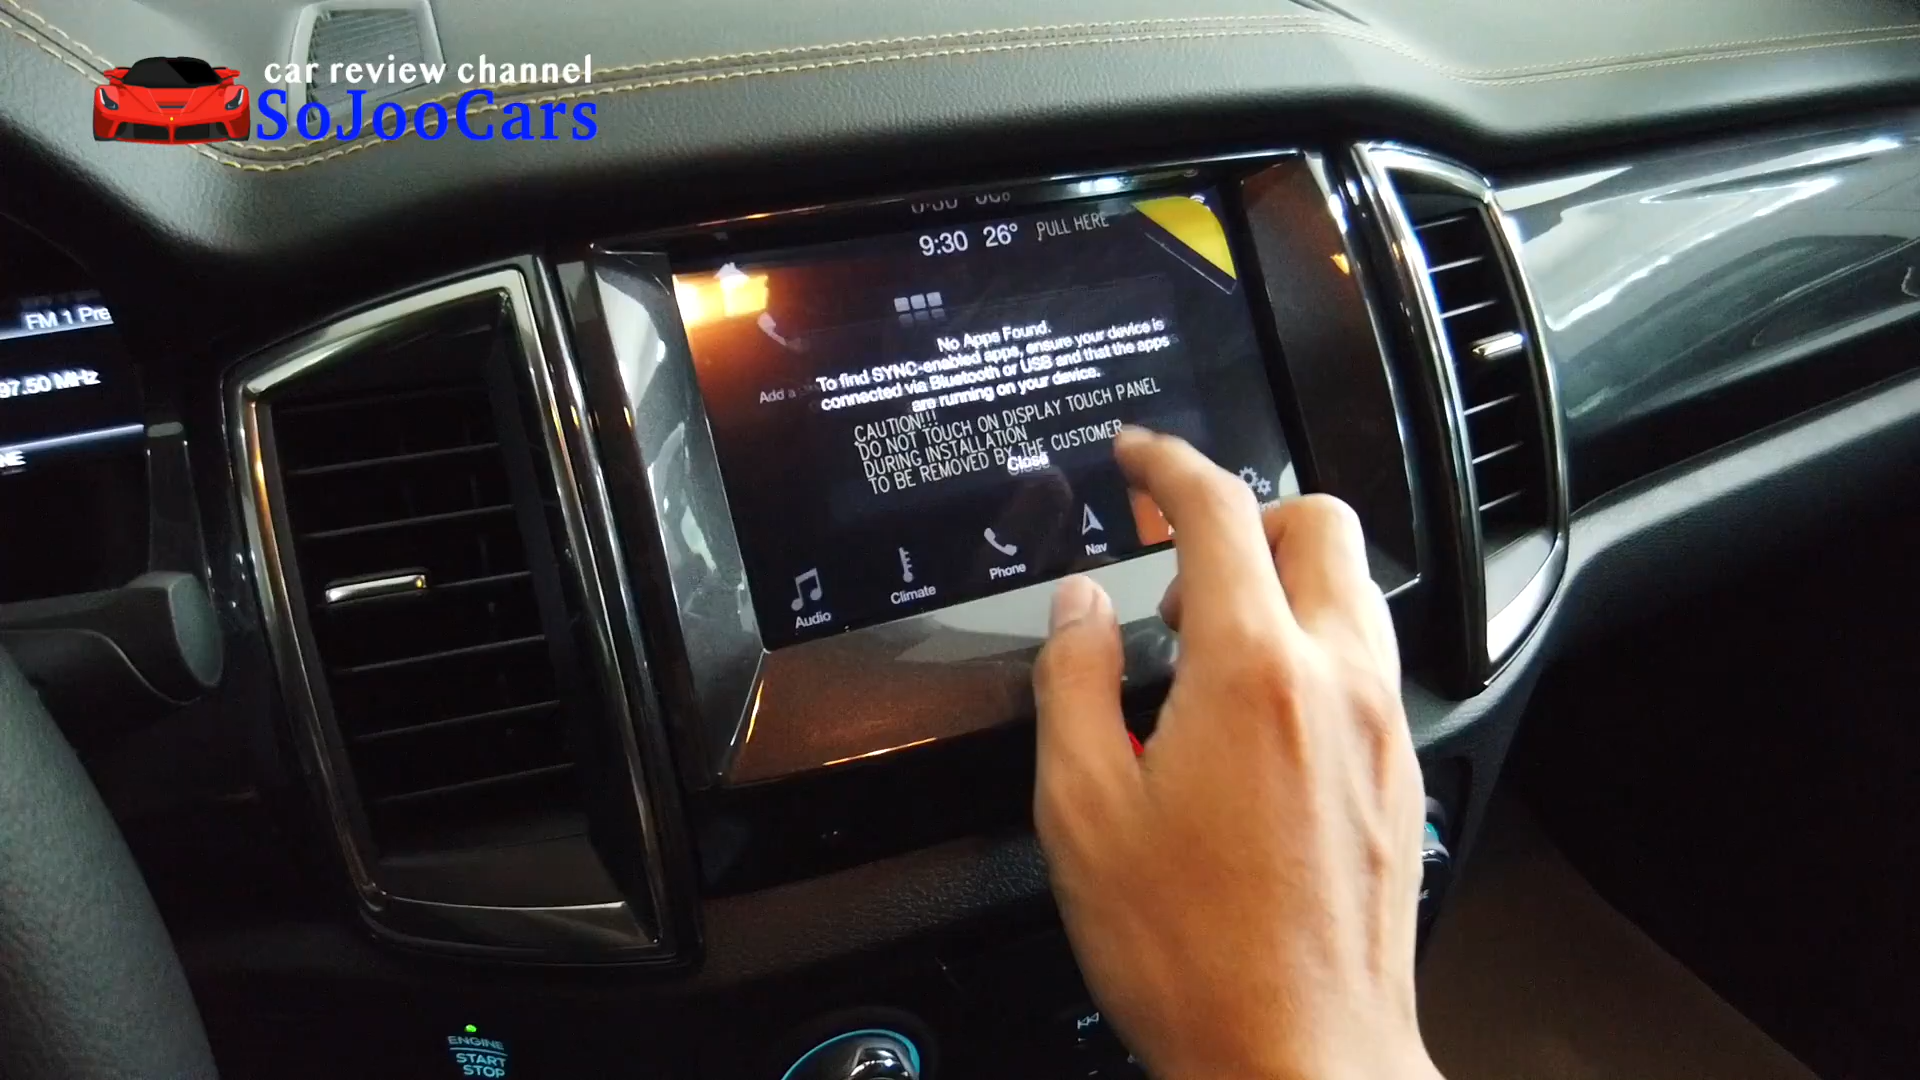 car review channel
SoJooCars
FM 1 Pre
97.50 MHz
NE
9:30 26° PULL HERE
No Apps Found.
To find SYNC-enabled apps, ensure your device is
connected via Bluetooth or USB and that the apps
are running on your device.
Add a
CAUTION!!!
DO NOT TOUCH ON DISPLAY TOUCH PANEL
DURING INSTALLATION
TO BE REMOVED BY THE CUSTOMER
Close
Audio
Climate
Phone
Nav
ENGINE
START
STOP